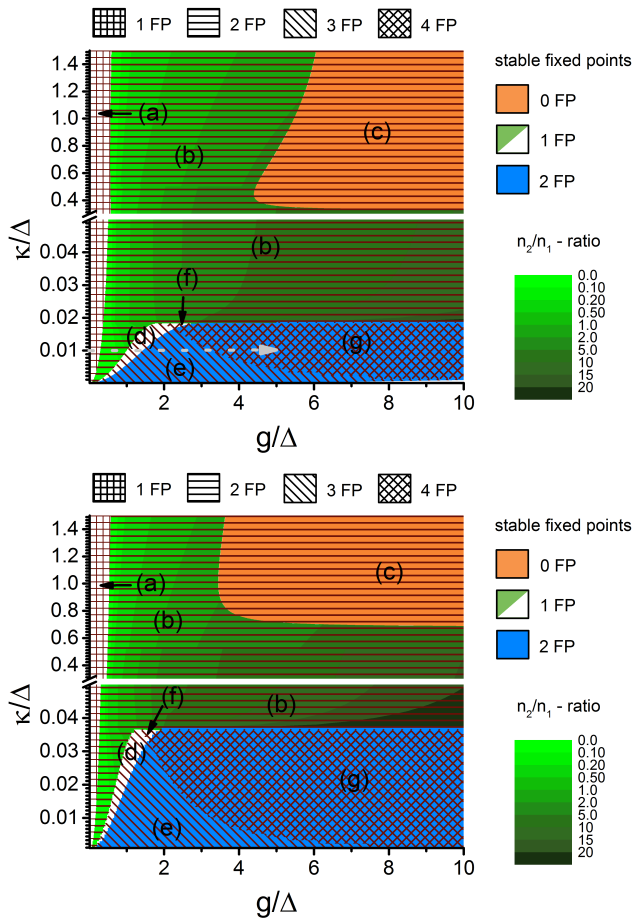 1 FP 2 FP 3 FP 4 FP
stable fixed points
0 FP
1 FP
2 FP
n2/n1 - ratio
0.0
0.10
0.20
0.50
1.0
2.0
5.0
10
15
20
κ/Δ
1.4
1.2
1.0
0.8
0.6
0.4
0.04
0.03
0.02
0.01
(a)
(b)
(c)
(b)
(f)
(d)
(g)
(e)
2 4 6 8 10
g/Δ
1 FP 2 FP 3 FP 4 FP
stable fixed points
0 FP
1 FP
2 FP
n2/n1 - ratio
0.0
0.10
0.20
0.50
1.0
2.0
5.0
10
15
20
κ/Δ
1.4
1.2
1.0
0.8
0.6
0.4
0.04
0.03
0.02
0.01
(c)
(a)
(b)
(f)
(b)
(d)
(g)
(e)
2 4 6 8 10
g/Δ